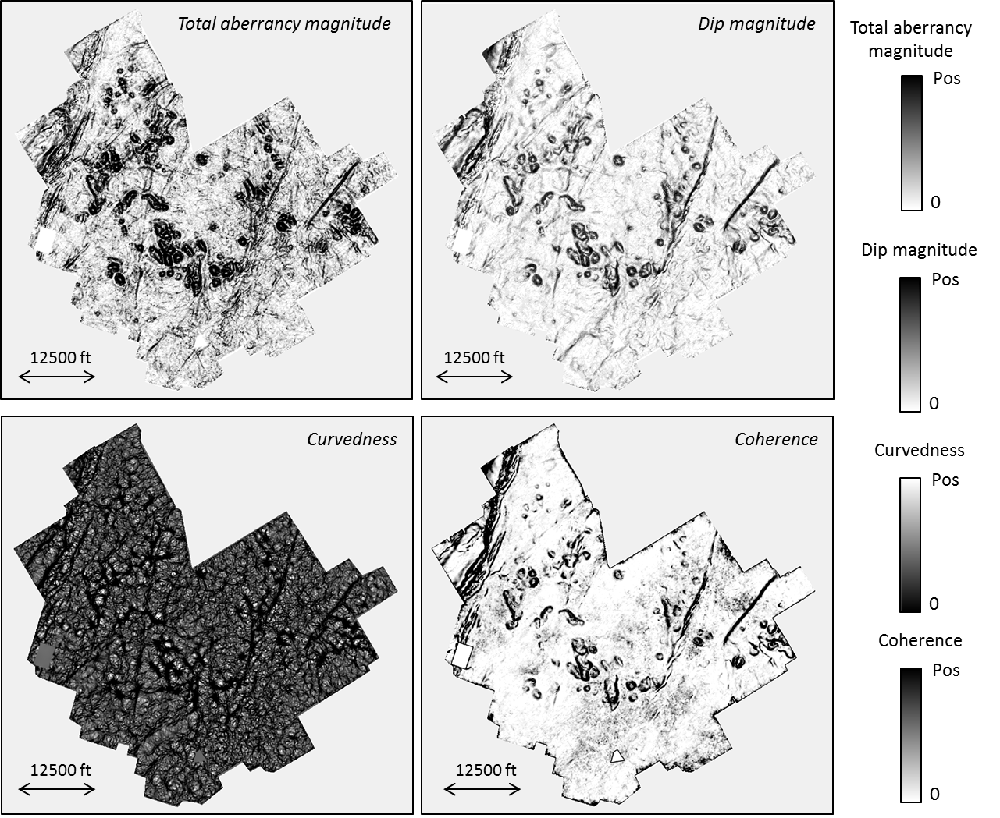 Total aberrancy magnitude
12500 ft
Dip magnitude
12500 ft
Curvedness
12500 ft
Coherence
12500 ft
Total aberrancy
magnitude
Pos
0
Dip magnitude
Pos
0
Curvedness
Pos
0
Coherence
Pos
0